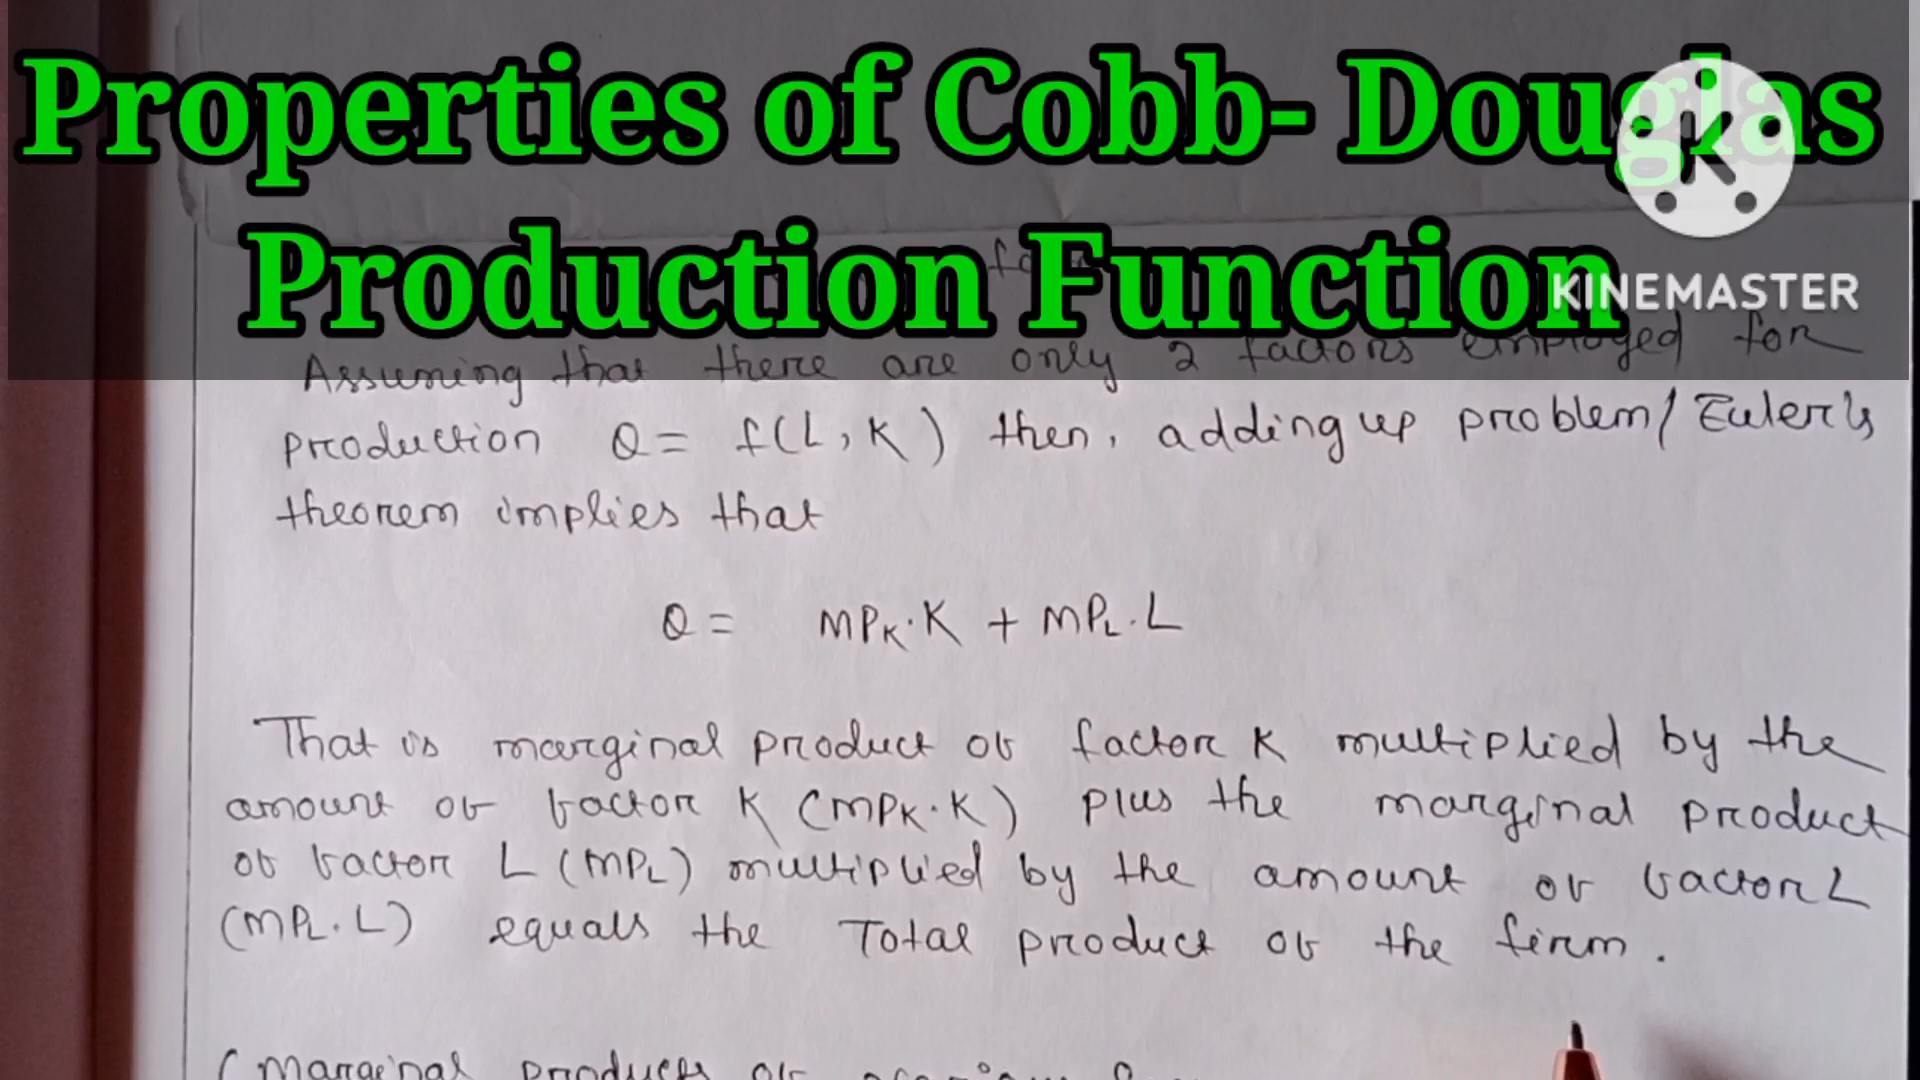 Properties of Cobb- Douglas
Production Function
KINEMASTER
Assuming that there are only 2 factors employed for
production Q = f(L, K) then, adding up problem/Euler's
theorem implies that
Q = MPK.K + MPL.L
That is marginal product of factor K multiplied by the
amount of factor K (MPK.K) plus the marginal product
of factor L (MPL) multiplied by the amount of factor L
(MPL.L) equals the Total product of the firm.
(Marginal products of